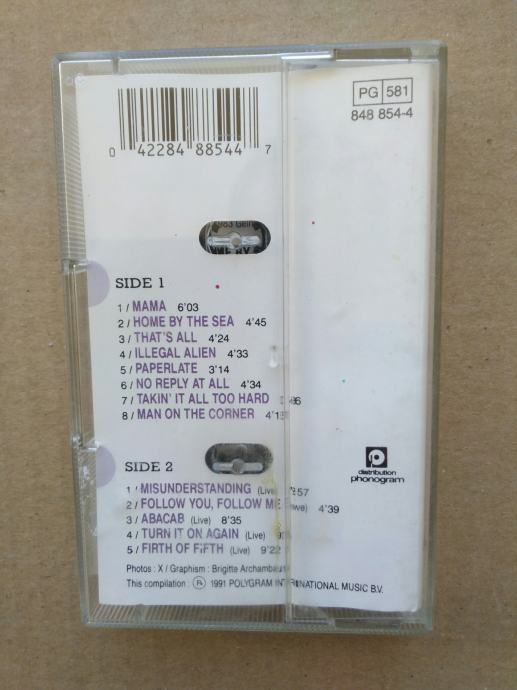 PG 581
848 854-4
0 42284 88544 7
SIDE 1
1 / MAMA 6'03
2 / HOME BY THE SEA 4'45
3 / THAT'S ALL 4'24
4 / ILLEGAL ALIEN 4'33
5 / PAPERLATE 3'14
6 / NO REPLY AT ALL 4'34
7 / TAKIN' IT ALL TOO HARD
8 / MAN ON THE CORNER
SIDE 2
1 / MISUNDERSTANDING (Live)
2 / FOLLOW YOU, FOLLOW ME 4'39
3 / ABACAB (Live) 8'35
4 / TURN IT ON AGAIN (Live)
5 / FIRTH OF FIFTH (Live) 9'22
Photos : X / Graphism : Brigitte
This compilation : ℗ 1991 POLYGRAM INTERNATIONAL MUSIC B.V.
distribution
phonogram